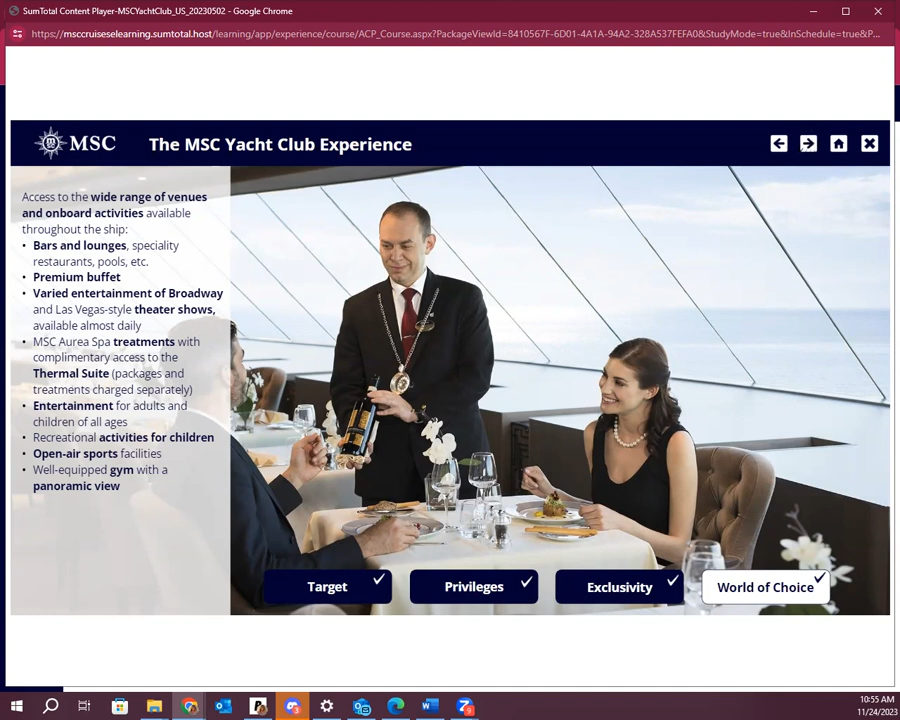 SumTotal Content Player-MSCYachtClub_US_20230502 - Google Chrome
https://msccruiseselearning.sumtotal.host/learning/app/experience/course/ACP_Course.aspx?PackageViewId=8410567F-6D01-4A1A-94A2-328A537FEFA0&StudyMode=true&InSchedule=true&P...
MSC
The MSC Yacht Club Experience
Access to the wide range of venues
and onboard activities available
throughout the ship:
• Bars and lounges, speciality
restaurants, pools, etc.
• Premium buffet
• Varied entertainment of Broadway
and Las Vegas-style theater shows,
available almost daily
• MSC Aurea Spa treatments with
complimentary access to the
Thermal Suite (packages and
treatments charged separately)
• Entertainment for adults and
children of all ages
• Recreational activities for children
• Open-air sports facilities
• Well-equipped gym with a
panoramic view
Target
Privileges
Exclusivity
World of Choice
10:55 AM
11/24/2023